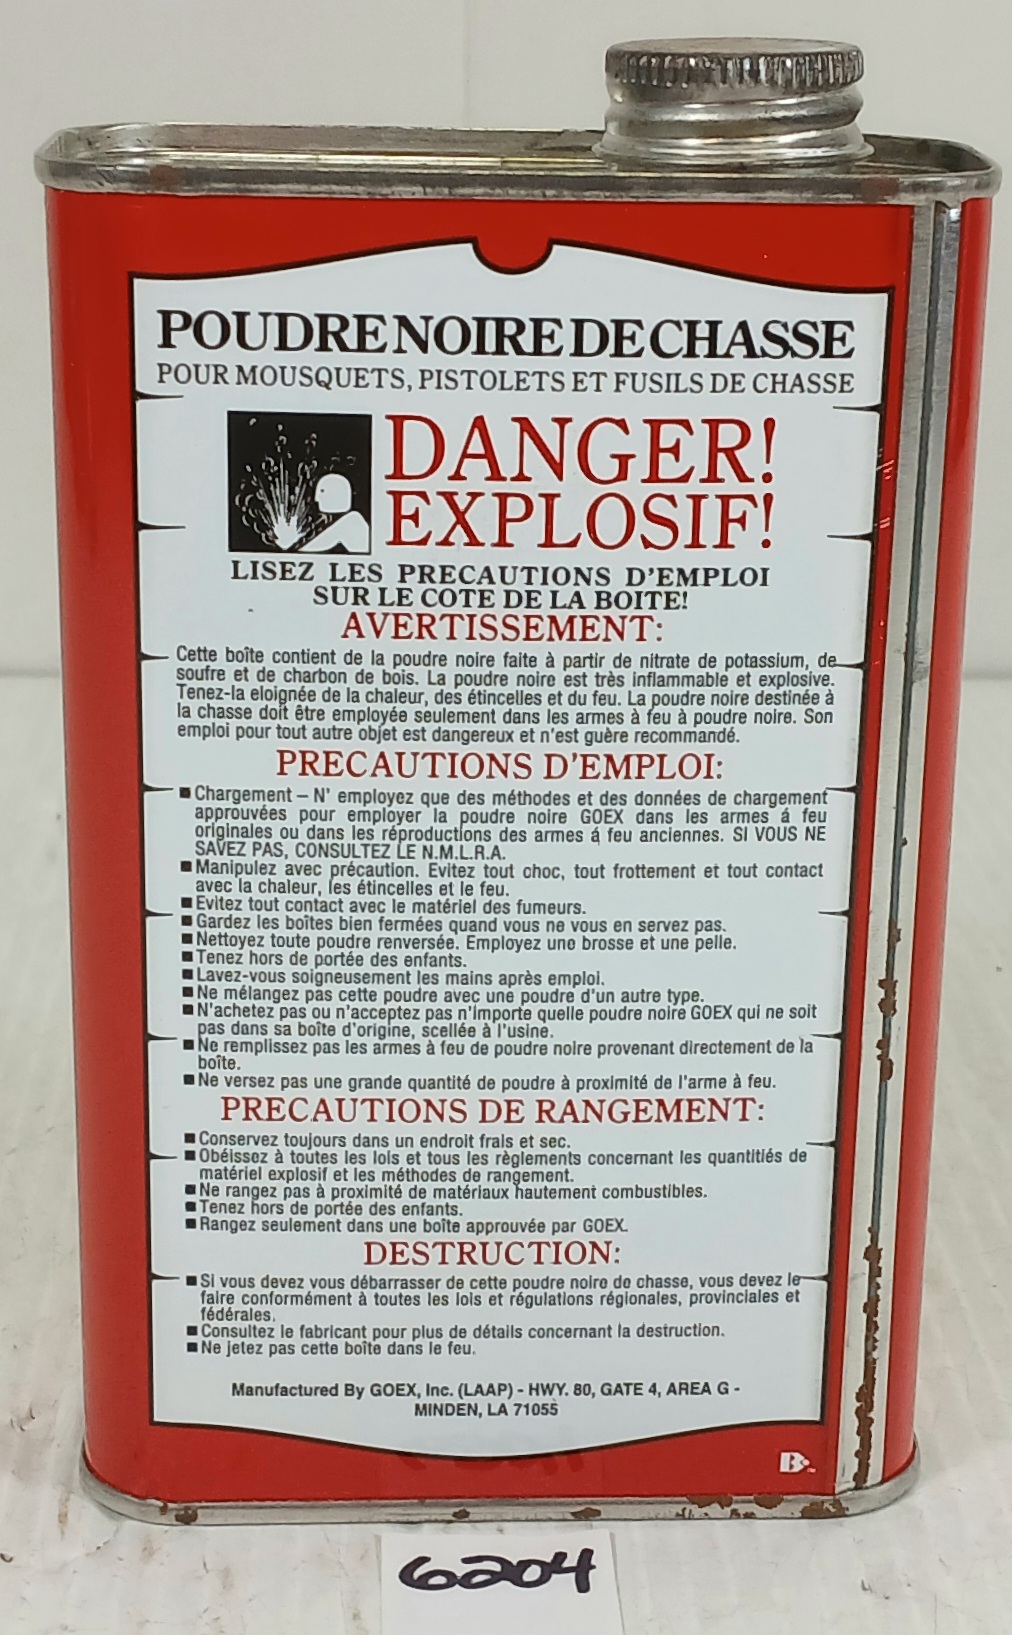 POUDRE NOIRE DE CHASSE
POUR MOUSQUETS, PISTOLETS ET FUSILS DE CHASSE
DANGER!
EXPLOSIF!
LISEZ LES PRECAUTIONS D'EMPLOI
SUR LE COTE DE LA BOITE!
AVERTISSEMENT:
Cette boîte contient de la poudre noire faite à partir de nitrate de potassium, de
soufre et de charbon de bois. La poudre noire est très inflammable et explosive.
Tenez-la eloignée de la chaleur, des étincelles et du feu. La poudre noire destinée à
la chasse doit être employée seulement dans les armes à feu à poudre noire. Son
emploi pour tout autre objet est dangereux et n'est guère recommandé.
PRECAUTIONS D'EMPLOI:
■ Chargement – N' employez que des méthodes et des données de chargement
approuvées pour employer la poudre noire GOEX dans les armes á feu
originales ou dans les réproductions des armes á feu anciennes. SI VOUS NE
SAVEZ PAS, CONSULTEZ LE N.M.L.R.A.
■ Manipulez avec précaution. Evitez tout choc, tout frottement et tout contact
avec la chaleur, les étincelles et le feu.
■ Evitez tout contact avec le matériel des fumeurs.
■ Gardez les boîtes bien fermées quand vous ne vous en servez pas.
■ Nettoyez toute poudre renversée. Employez une brosse et une pelle.
■ Tenez hors de portée des enfants.
■ Lavez-vous soigneusement les mains après emploi.
■ Ne mélangez pas cette poudre avec une poudre d'un autre type.
■ N'achetez pas ou n'acceptez pas n'importe quelle poudre noire GOEX qui ne soit
pas dans sa boîte d'origine, scellée à l'usine.
■ Ne remplissez pas les armes à feu de poudre noire provenant directement de la
boîte.
■ Ne versez pas une grande quantité de poudre à proximité de l'arme à feu.
PRECAUTIONS DE RANGEMENT:
■ Conservez toujours dans un endroit frais et sec.
■ Obéissez à toutes les lois et tous les règlements concernant les quantitiés de
matériel explosif et les méthodes de rangement.
■ Ne rangez pas à proximité de matériaux hautement combustibles.
■ Tenez hors de portée des enfants.
■ Rangez seulement dans une boîte approuvée par GOEX.
DESTRUCTION:
■ Si vous devez vous débarrasser de cette poudre noire de chasse, vous devez le
faire conformément à toutes les lois et régulations régionales, provinciales et
fédérales.
■ Consultez le fabricant pour plus de détails concernant la destruction.
■ Ne jetez pas cette boîte dans le feu.
Manufactured By GOEX, Inc. (LAAP) - HWY. 80, GATE 4, AREA G -
MINDEN, LA 71055
B
6204